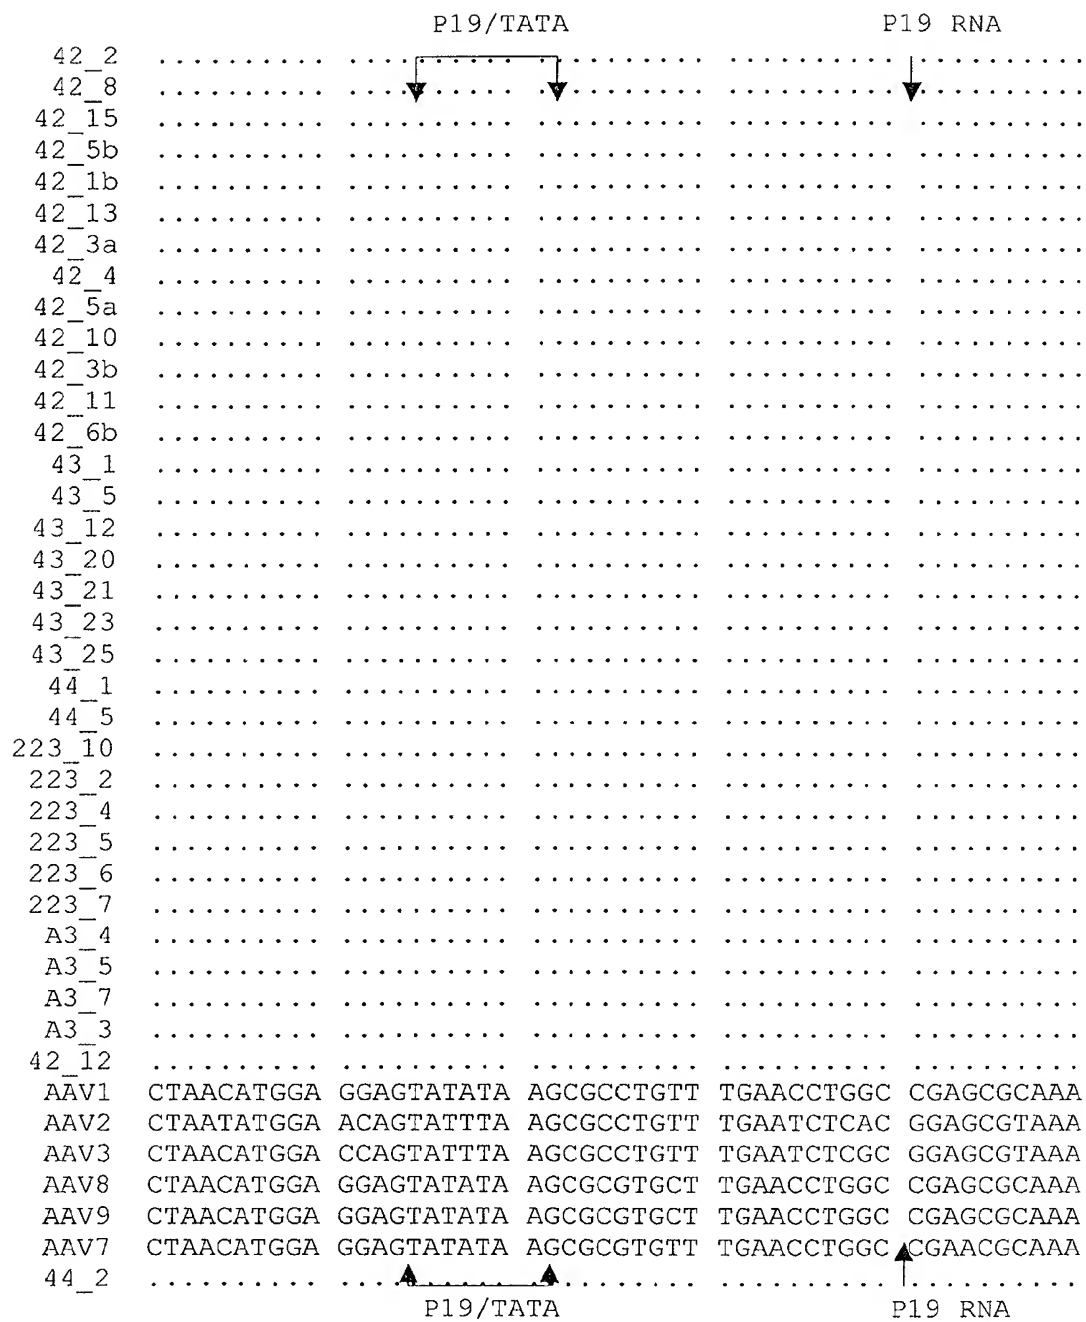 P19/TATA P19 RNA
42_2 .......... .......... .......... .......... ..........
42_8 .......... .......... .......... .......... ..........
42_15 .......... .......... .......... .......... ..........
42_5b .......... .......... .......... .......... ..........
42_1b .......... .......... .......... .......... ..........
42_13 .......... .......... .......... .......... ..........
42_3a .......... .......... .......... .......... ..........
42_4 .......... .......... .......... .......... ..........
42_5a .......... .......... .......... .......... ..........
42_10 .......... .......... .......... .......... ..........
42_3b .......... .......... .......... .......... ..........
42_11 .......... .......... .......... .......... ..........
42_6b .......... .......... .......... .......... ..........
43_1 .......... .......... .......... .......... ..........
43_5 .......... .......... .......... .......... ..........
43_12 .......... .......... .......... .......... ..........
43_20 .......... .......... .......... .......... ..........
43_21 .......... .......... .......... .......... ..........
43_23 .......... .......... .......... .......... ..........
43_25 .......... .......... .......... .......... ..........
44_1 .......... .......... .......... .......... ..........
44_5 .......... .......... .......... .......... ..........
223_10 .......... .......... .......... .......... ..........
223_2 .......... .......... .......... .......... ..........
223_4 .......... .......... .......... .......... ..........
223_5 .......... .......... .......... .......... ..........
223_6 .......... .......... .......... .......... ..........
223_7 .......... .......... .......... .......... ..........
A3_4 .......... .......... .......... .......... ..........
A3_5 .......... .......... .......... .......... ..........
A3_7 .......... .......... .......... .......... ..........
A3_3 .......... .......... .......... .......... ..........
42_12 .......... .......... .......... .......... ..........
AAV1 CTAACATGGA GGAGTATATA AGCGCCTGTT TGAACCTGGC CGAGCGCAAA
AAV2 CTAATATGGA ACAGTATTTA AGCGCCTGTT TGAATCTCAC GGAGCGTAAA
AAV3 CTAACATGGA CCAGTATTTA AGCGCCTGTT TGAATCTCGC GGAGCGTAAA
AAV8 CTAACATGGA GGAGTATATA AGCGCGTGCT TGAACCTGGC CGAGCGCAAA
AAV9 CTAACATGGA GGAGTATATA AGCGCGTGCT TGAACCTGGC CGAGCGCAAA
AAV7 CTAACATGGA GGAGTATATA AGCGCGTGTT TGAACCTGGC CGAACGCAAA
44_2 .......... .......... .......... .......... ..........
P19/TATA P19 RNA